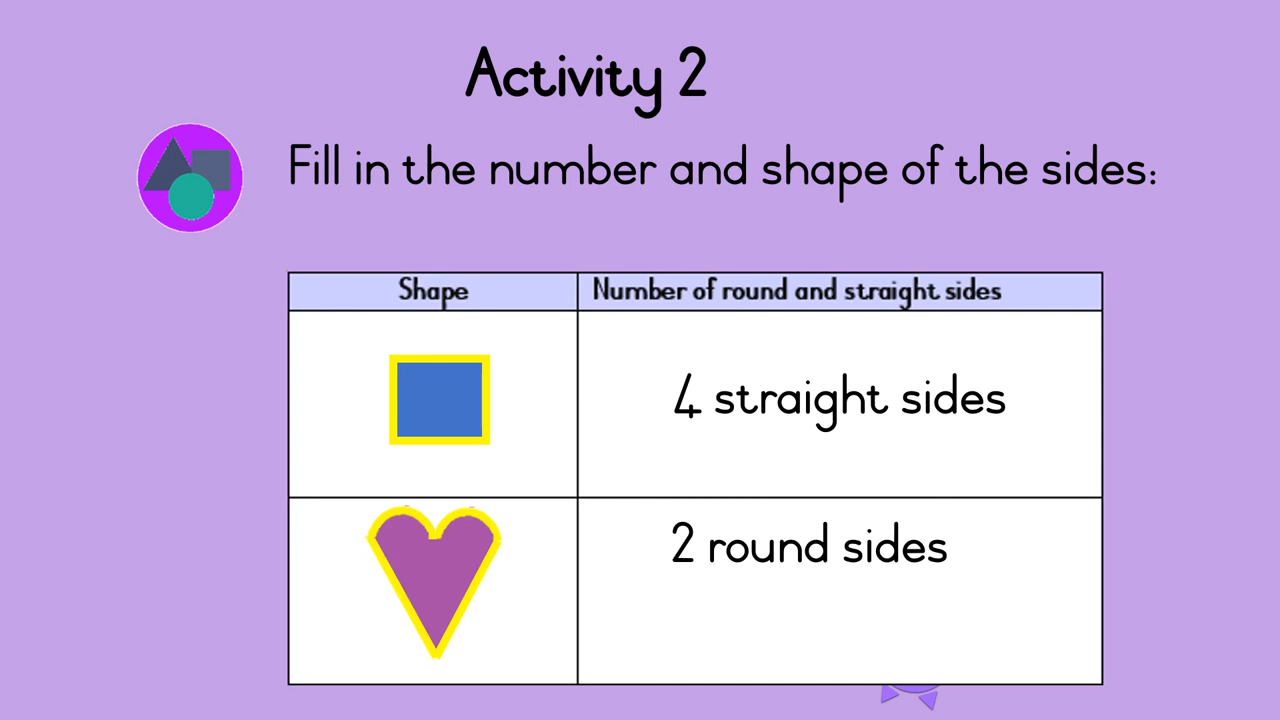 Activity 2
Fill in the number and shape of the sides:
Shape
Number of round and straight sides
4 straight sides
2 round sides